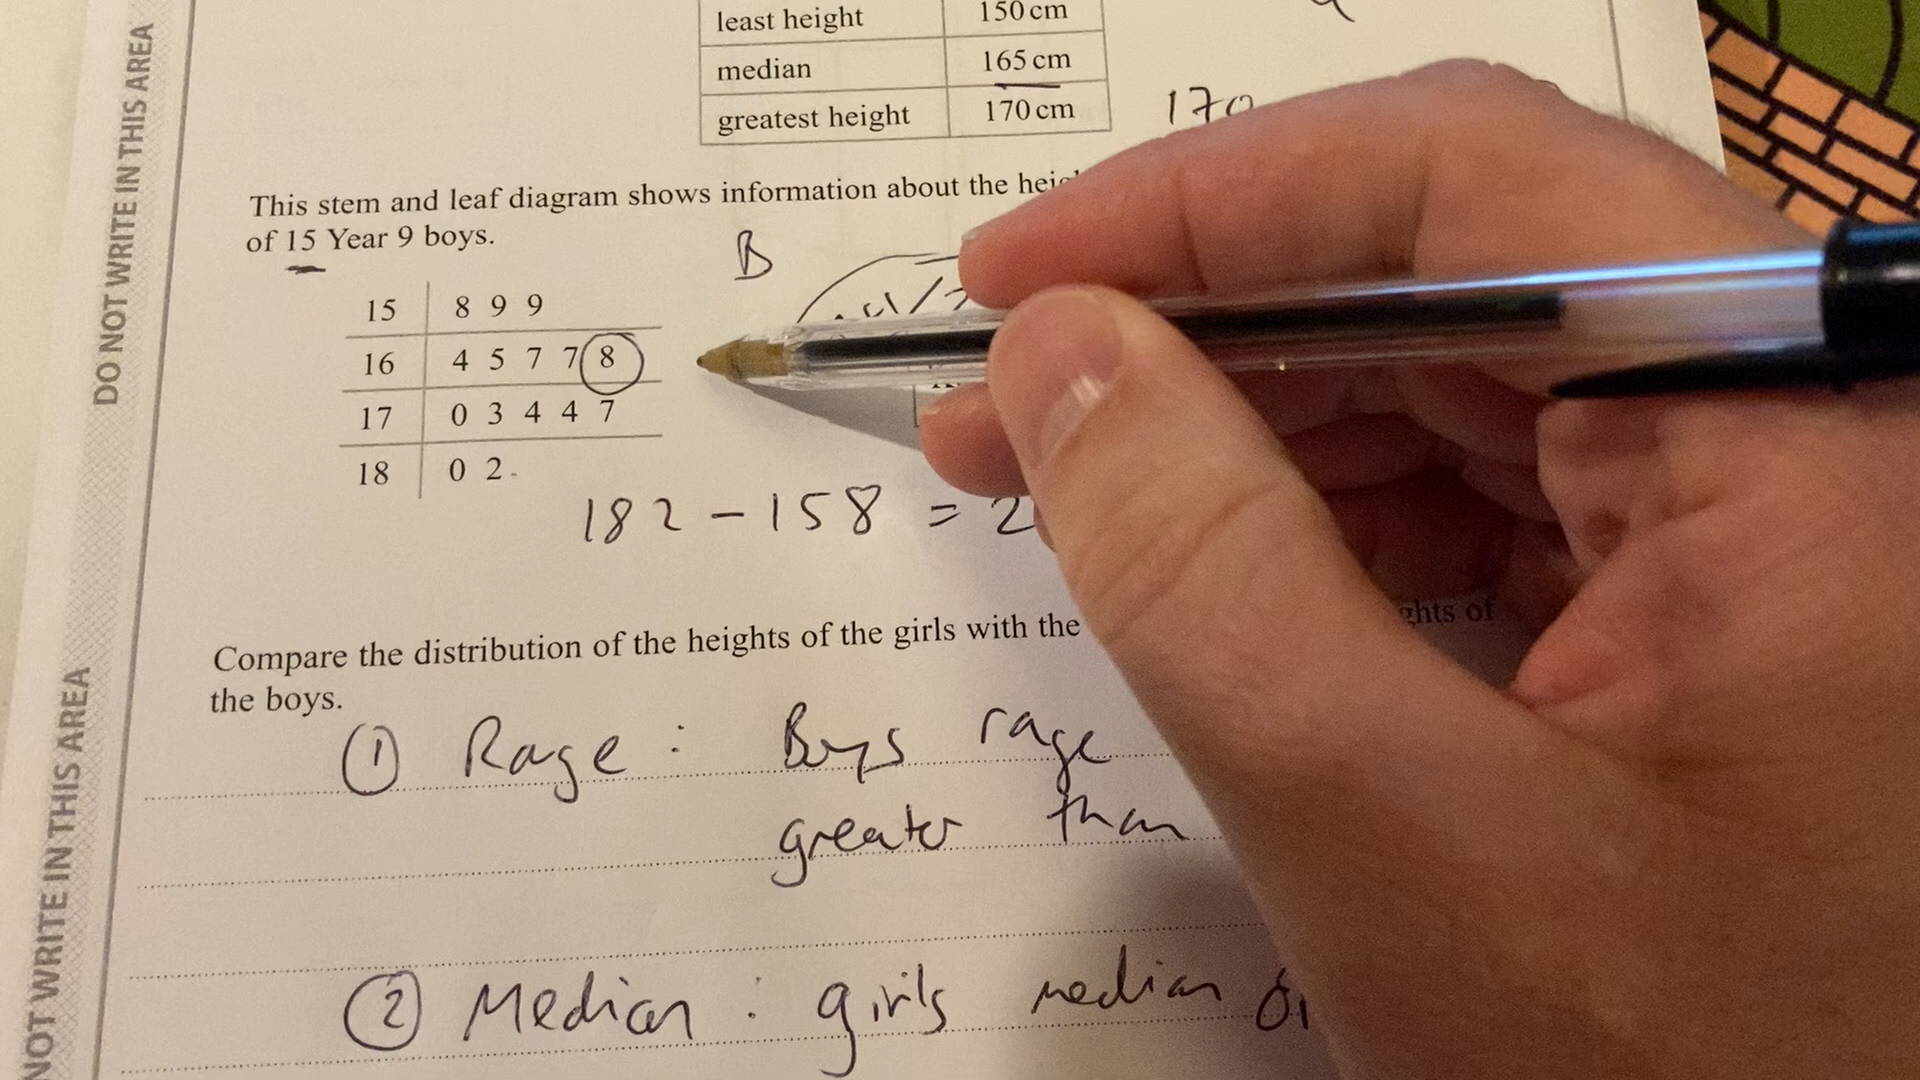 least height 150 cm
median 165 cm
greatest height 170 cm
170
This stem and leaf diagram shows information about the
of 15 Year 9 boys.
B
15 8 9 9
16 4 5 7 7 8
17 0 3 4 4 7
18 0 2
182 - 158 = 2
Compare the distribution of the heights of the girls with the
of
the boys.
1 Rage : Boys rage
greater than
2 Median : girls median
DO NOT WRITE IN THIS AREA
NOT WRITE IN THIS AREA